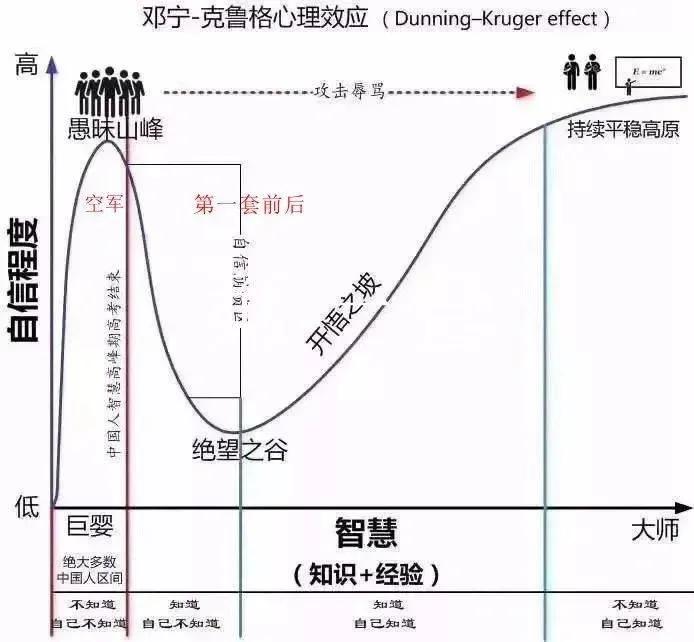 邓宁-克鲁格心理效应（Dunning–Kruger effect）
高
攻击辱骂
E = mc²
愚昧山峰
持续平稳高原
空军
第一套前后
自信程度
中国人智慧高峰期高考结束
自信
开悟之坡
绝望之谷
低
巨婴
智慧
大师
绝大多数
中国人区间
（知识+经验）
不知道
自己不知道
知道
自己不知道
知道
自己知道
不知道
自己知道